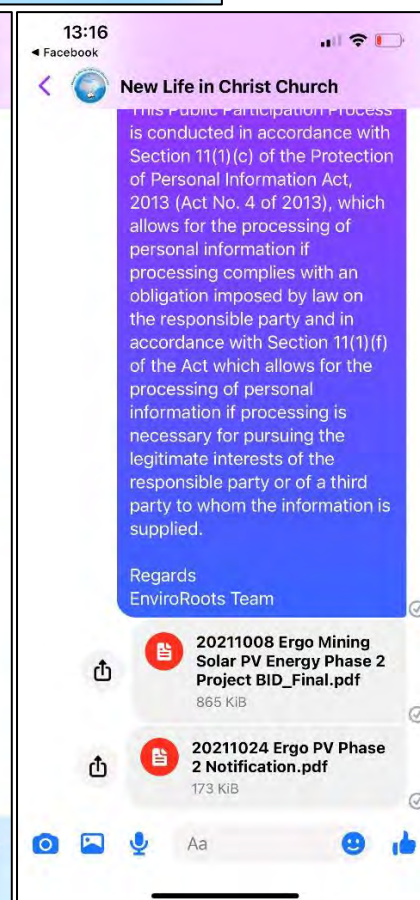 13:16
Facebook
New Life in Christ Church
This Public Participation Process
is conducted in accordance with
Section 11(1)(c) of the Protection
of Personal Information Act,
2013 (Act No. 4 of 2013), which
allows for the processing of
personal information if
processing complies with an
obligation imposed by law on
the responsible party and in
accordance with Section 11(1)(f)
of the Act which allows for the
processing of personal
information if processing is
necessary for pursuing the
legitimate interests of the
responsible party or of a third
party to whom the information is
supplied.
Regards
EnviroRoots Team
20211008 Ergo Mining
Solar PV Energy Phase 2
Project BID_Final.pdf
865 KiB
20211024 Ergo PV Phase
2 Notification.pdf
173 KiB
Aa